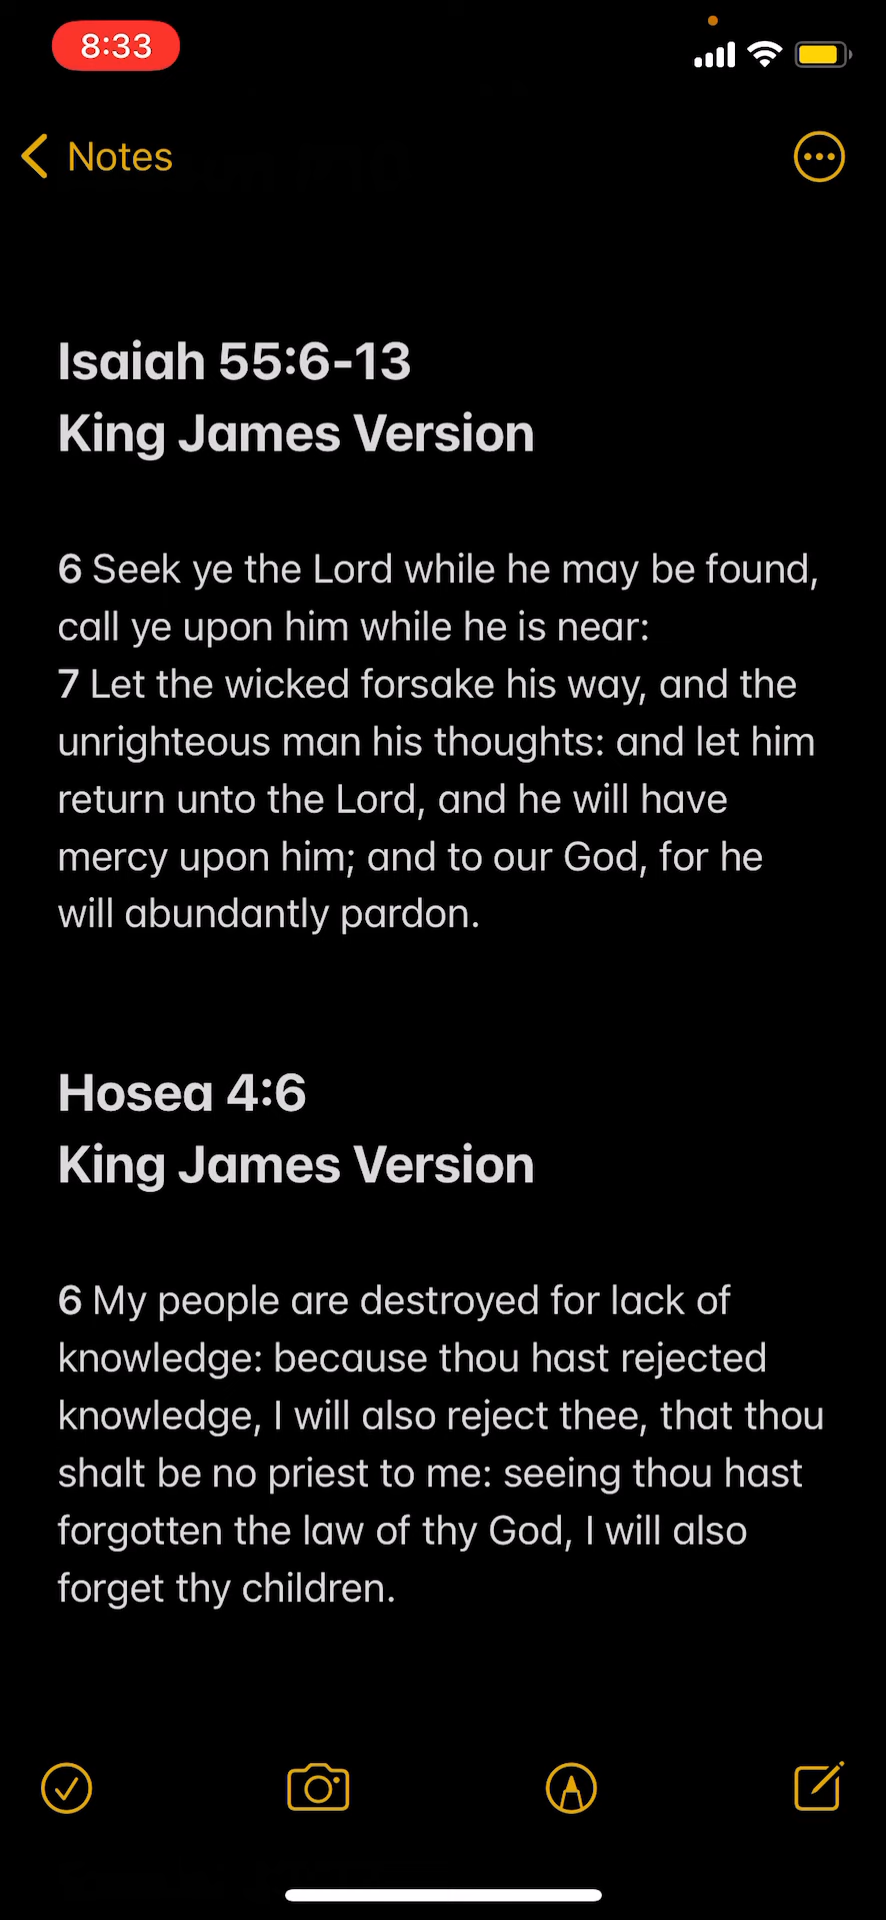 8:33
Notes
Isaiah 55:6-13
King James Version
6 Seek ye the Lord while he may be found,
call ye upon him while he is near:
7 Let the wicked forsake his way, and the
unrighteous man his thoughts: and let him
return unto the Lord, and he will have
mercy upon him; and to our God, for he
will abundantly pardon.
Hosea 4:6
King James Version
6 My people are destroyed for lack of
knowledge: because thou hast rejected
knowledge, I will also reject thee, that thou
shalt be no priest to me: seeing thou hast
forgotten the law of thy God, I will also
forget thy children.